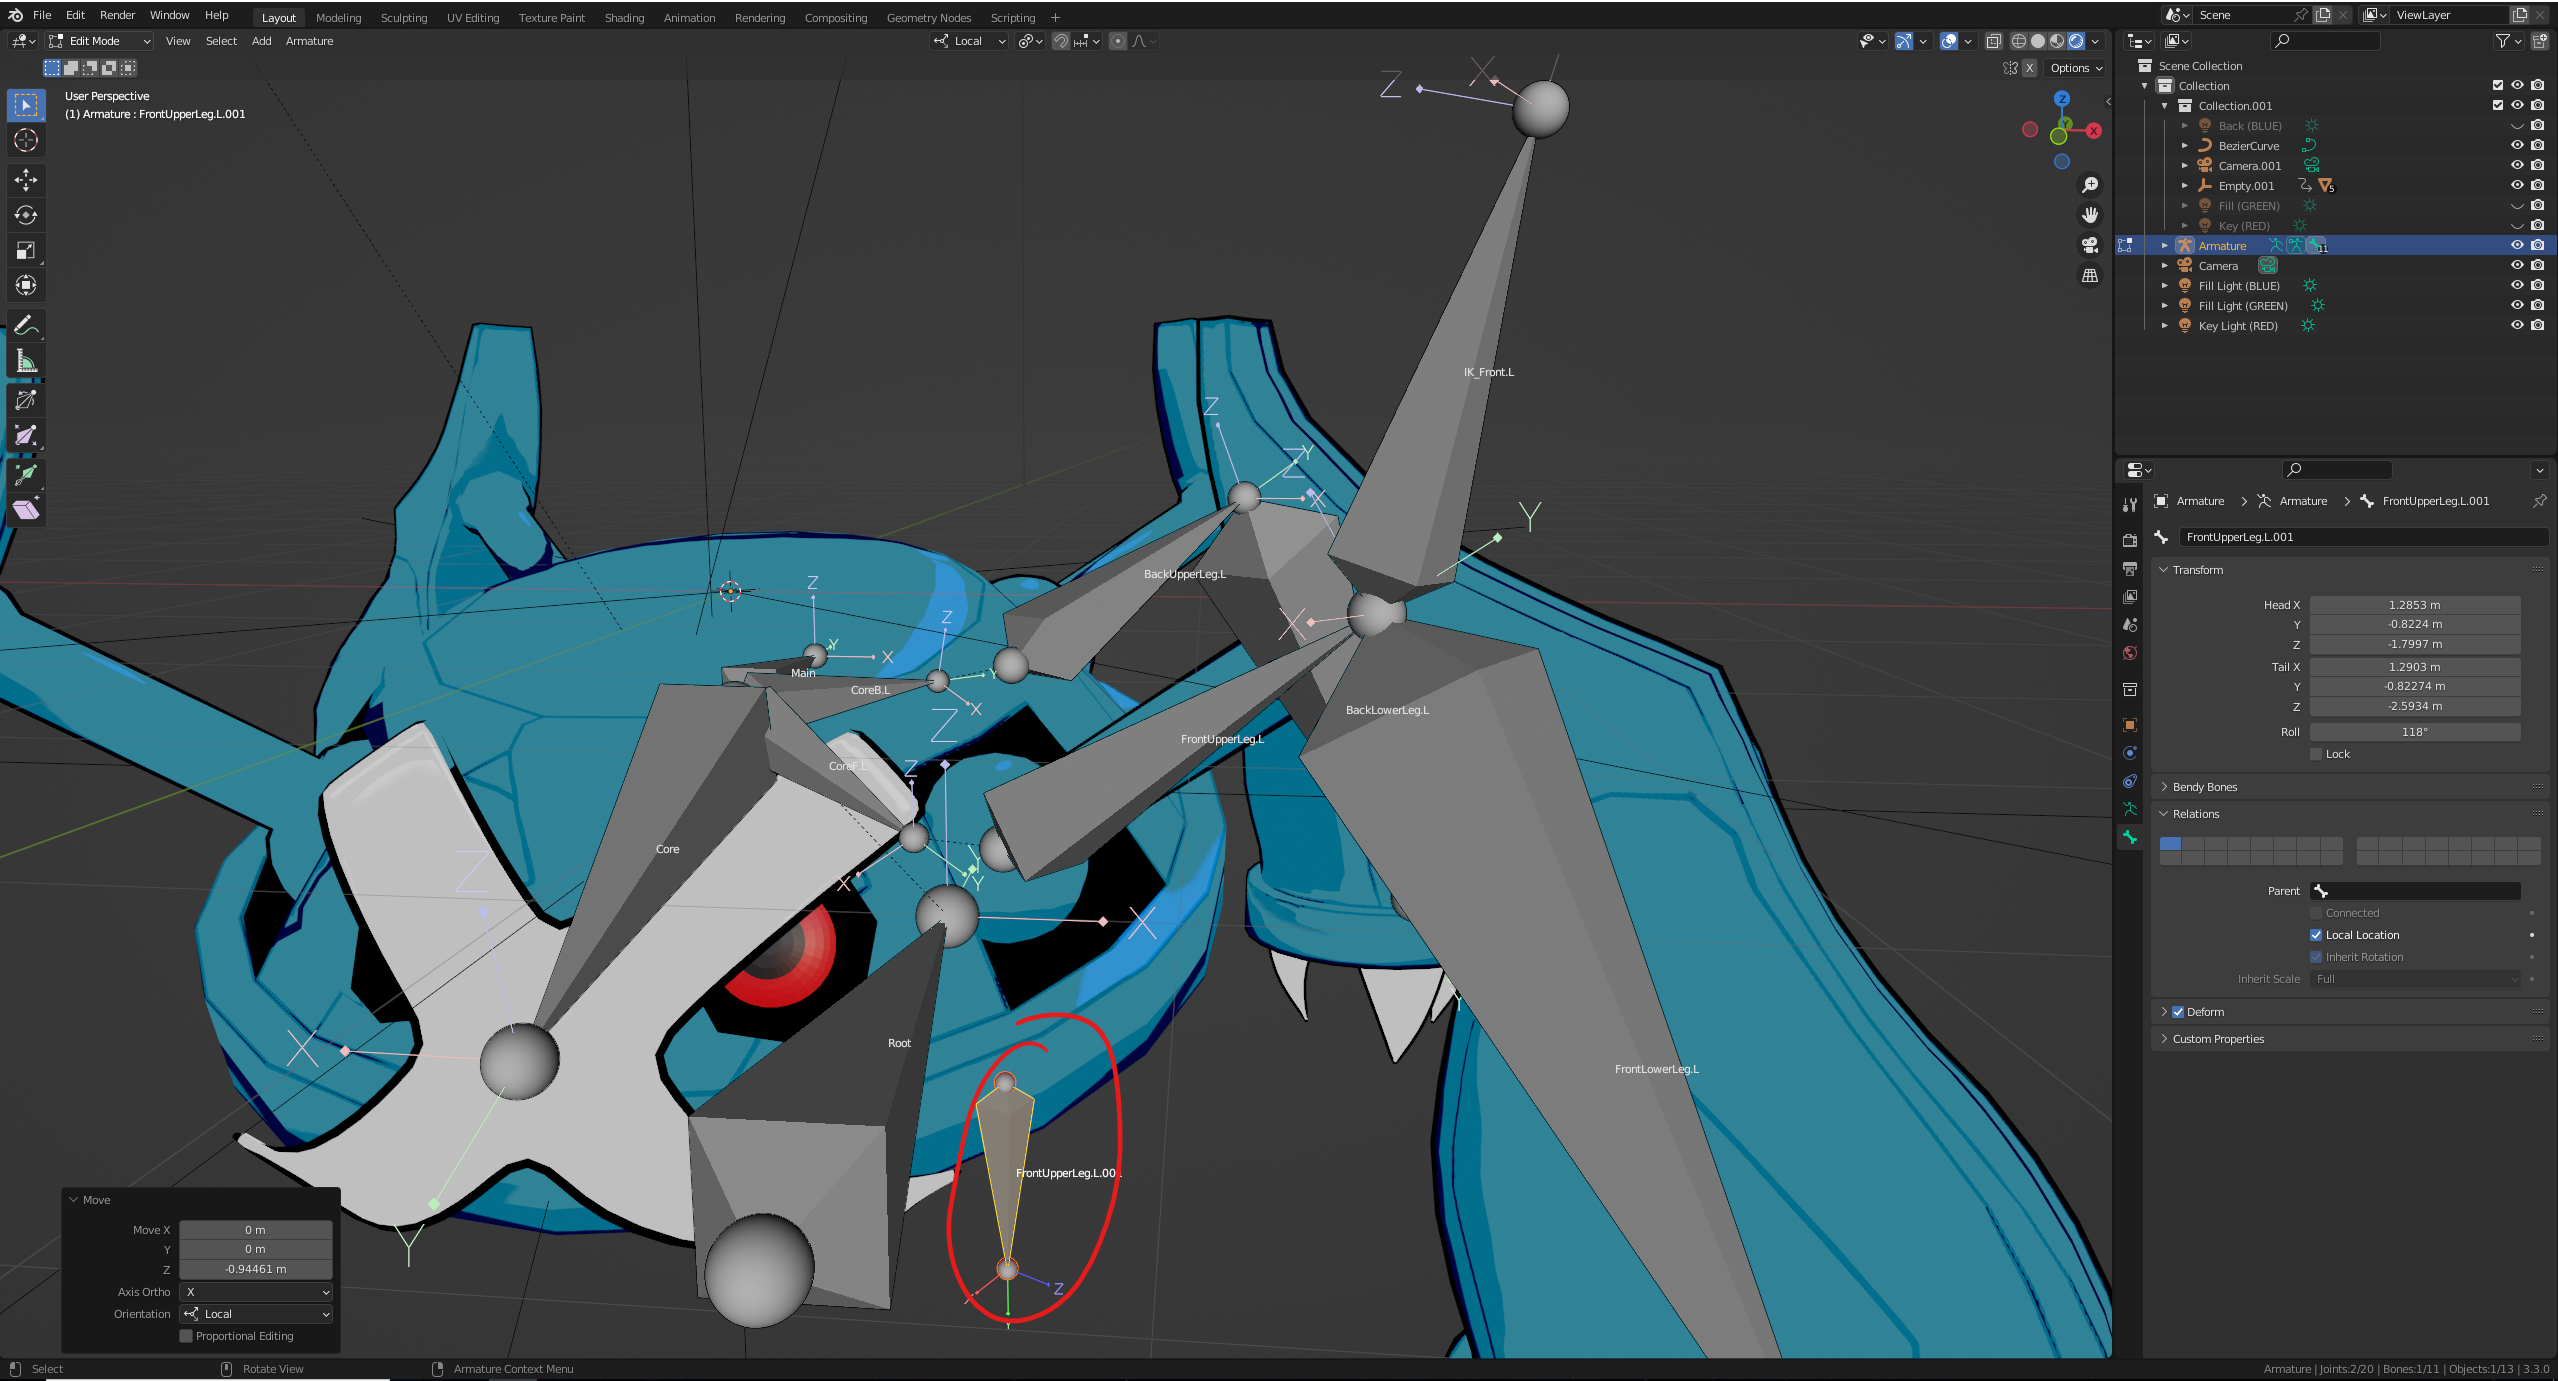 File Edit Render Window Help Layout Modeling Sculpting UV Editing Texture Paint Shading Animation Rendering Compositing Geometry Nodes Scripting + Scene ViewLayer
Edit Mode View Select Add Armature Local
X Options
User Perspective
(1) Armature : FrontUpperLeg.L.001
Scene Collection
Collection
Collection.001
Back (BLUE)
BezierCurve
Camera.001
Empty.001 5
Fill (GREEN)
Key (RED)
Armature 11
Camera
Fill Light (BLUE)
Fill Light (GREEN)
Key Light (RED)
Z X
Z
X
IK_Front.L
Z
Z Y
X
Y
BackUpperLeg.L
Z
Z
X
Y X
Main
Y
CoreB.L
X
Z
BackLowerLeg.L
FrontUpperLeg.L
CoreF.L
Z
Core
Z
X
Y
Y
X
X
Y
Root
FrontLowerLeg.L
FrontUpperLeg.L.00
Y
Z
Armature > Armature > FrontUpperLeg.L.001
FrontUpperLeg.L.001
Transform
Head X 1.2853 m
Y -0.8224 m
Z -1.7997 m
Tail X 1.2903 m
Y -0.82274 m
Z -2.5934 m
Roll 118°
Lock
Bendy Bones
Relations
Parent
Connected
Local Location
Inherit Rotation
Inherit Scale Full
Deform
Custom Properties
Move
Move X 0 m
Y 0 m
Z -0.94461 m
Axis Ortho X
Orientation Local
Proportional Editing
Select Rotate View Armature Context Menu Armature | Joints:2/20 | Bones:1/11 | Objects:1/13 | 3.3.0